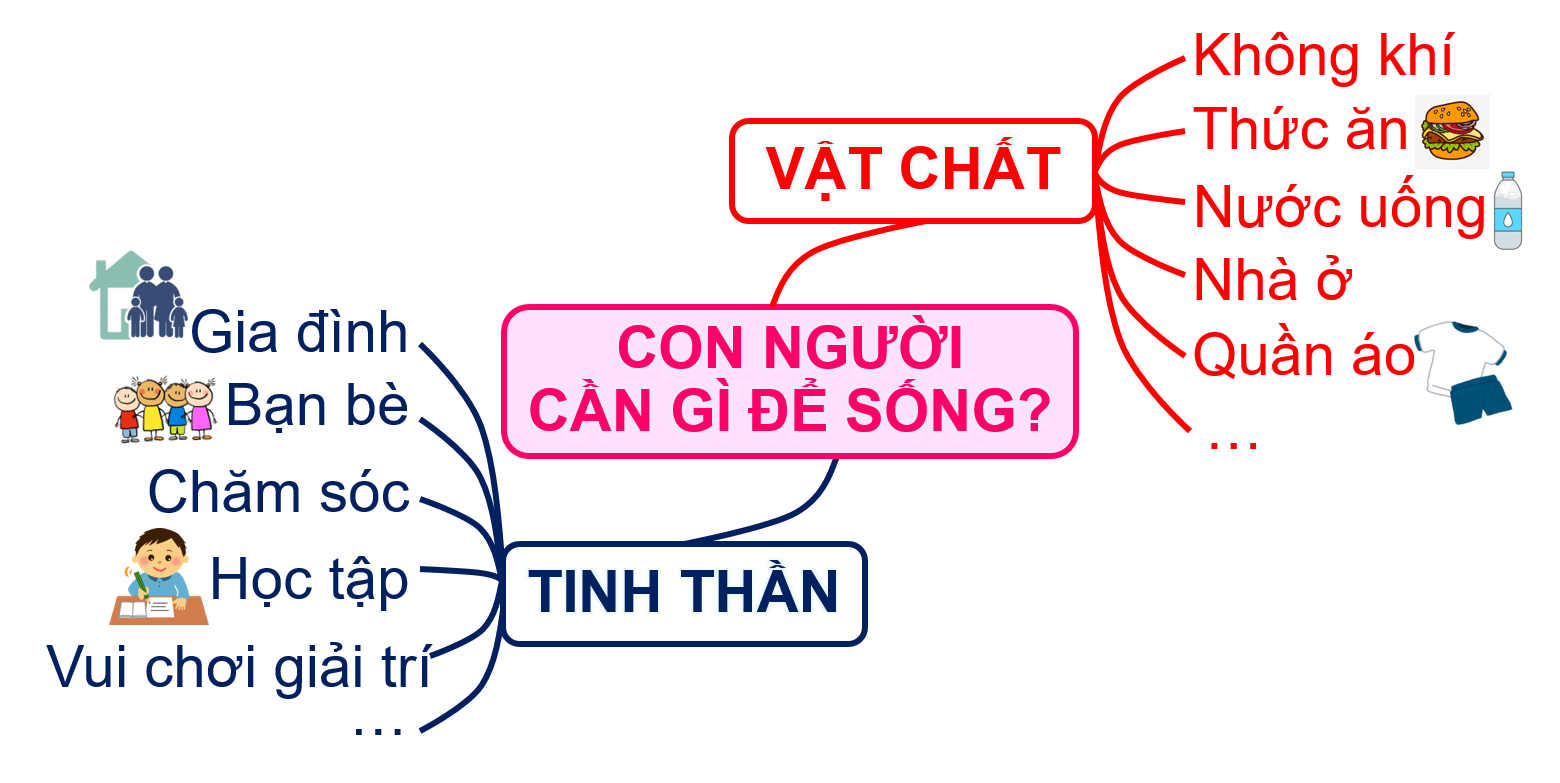 CON NGƯỜI
CẦN GÌ ĐỂ SỐNG?
VẬT CHẤT
Không khí
Thức ăn
Nước uống
Nhà ở
Quần áo
...
TINH THẦN
Gia đình
Bạn bè
Chăm sóc
Học tập
Vui chơi giải trí
...